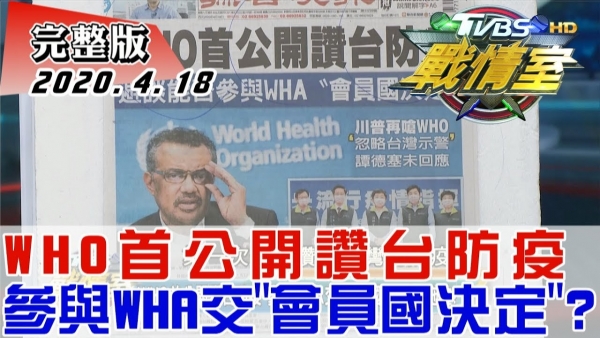 完整版
2020.4.18
TVBS HD
戰情室
WHO首公開讚台防疫
參與WHA〝會員國決定
World Health
Organization
川普再嗆WHO
忽略台灣示警
譚德塞未回應
WHO首公開讚台防疫
參與WHA交"會員國決定"?